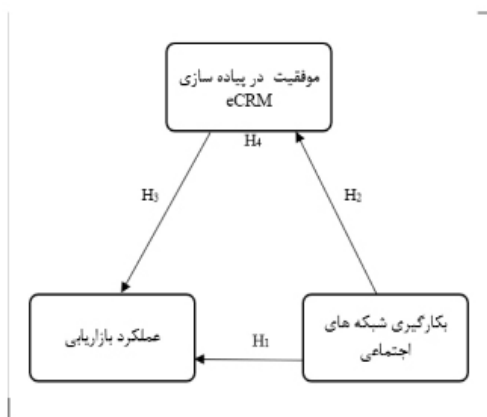 موفقیت در پیاده سازی
eCRM
H4
H3
H2
بکارگیری شبکه های
اجتماعی
H1
عملکرد بازاریابی